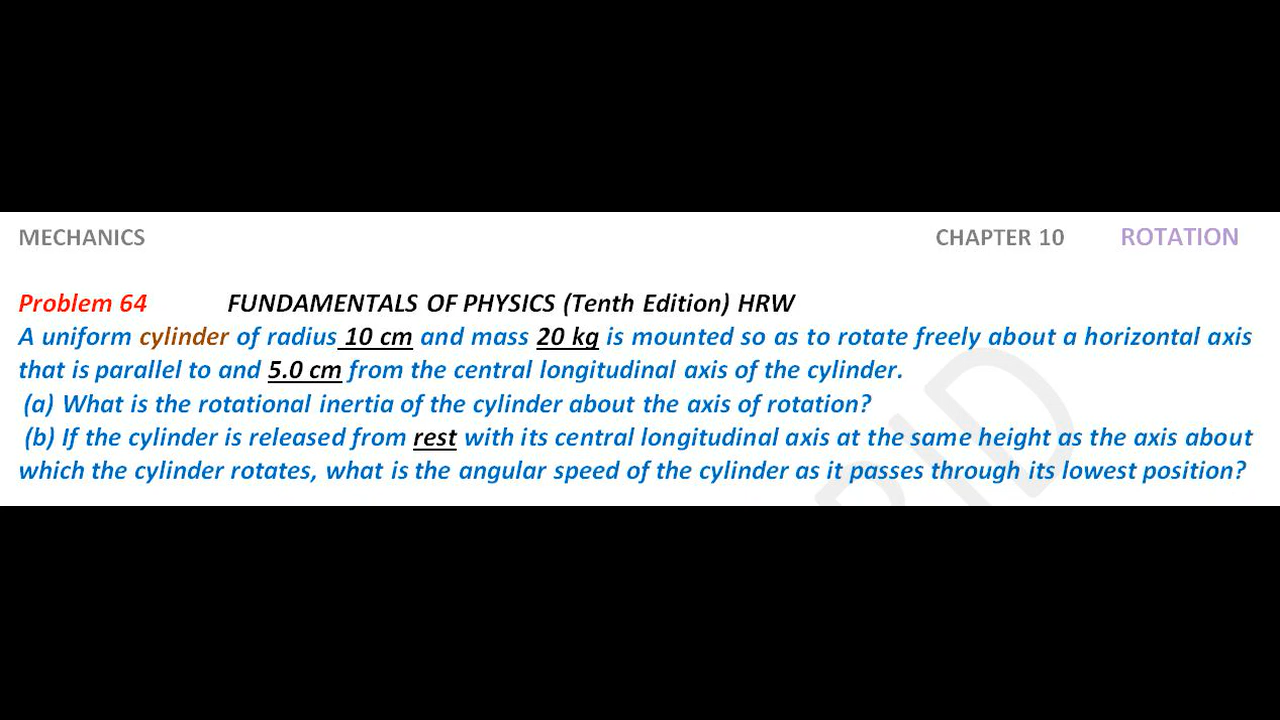 MECHANICS CHAPTER 10 ROTATION
Problem 64 FUNDAMENTALS OF PHYSICS (Tenth Edition) HRW
A uniform cylinder of radius 10 cm and mass 20 kg is mounted so as to rotate freely about a horizontal axis
that is parallel to and 5.0 cm from the central longitudinal axis of the cylinder.
(a) What is the rotational inertia of the cylinder about the axis of rotation?
(b) If the cylinder is released from rest with its central longitudinal axis at the same height as the axis about
which the cylinder rotates, what is the angular speed of the cylinder as it passes through its lowest position?